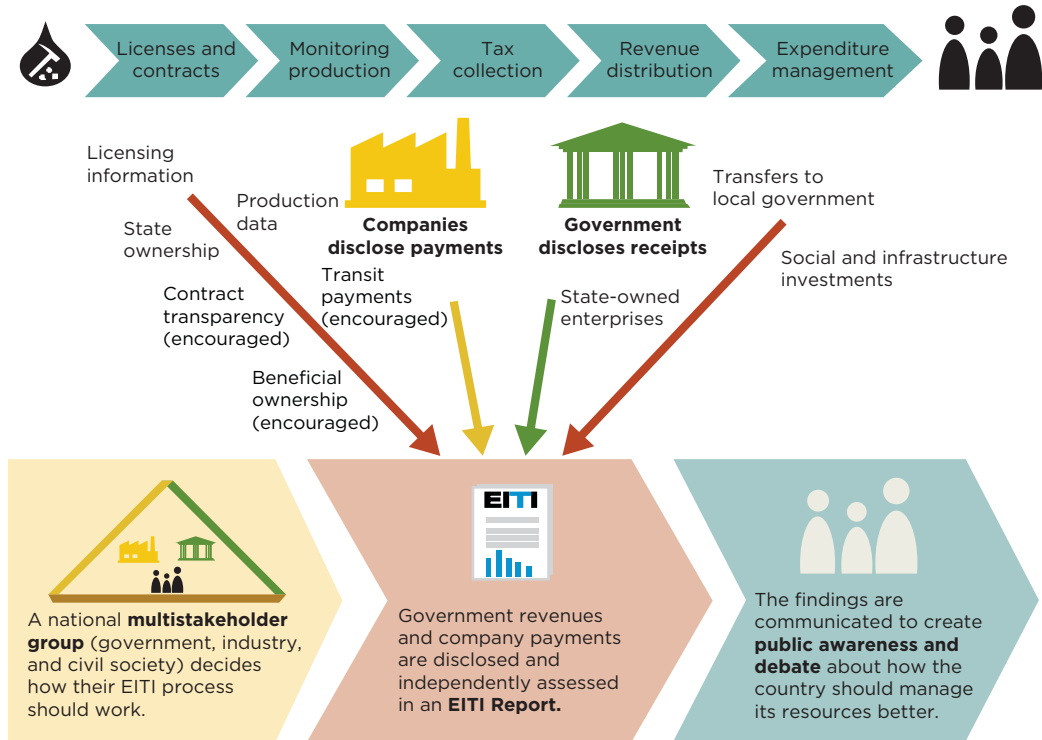 Licenses and
contracts
Monitoring
production
Tax
collection
Revenue
distribution
Expenditure
management
Licensing
information
State
ownership
Contract
transparency
(encouraged)
Beneficial
ownership
(encouraged)
Production
data
Companies
disclose payments
Transit
payments
(encouraged)
Government
discloses receipts
State-owned
enterprises
Transfers to
local government
Social and infrastructure
investments
A national multistakeholder
group (government, industry,
and civil society) decides
how their EITI process
should work.
EITI
Government revenues
and company payments
are disclosed and
independently assessed
in an EITI Report.
The findings are
communicated to create
public awareness and
debate about how the
country should manage
its resources better.